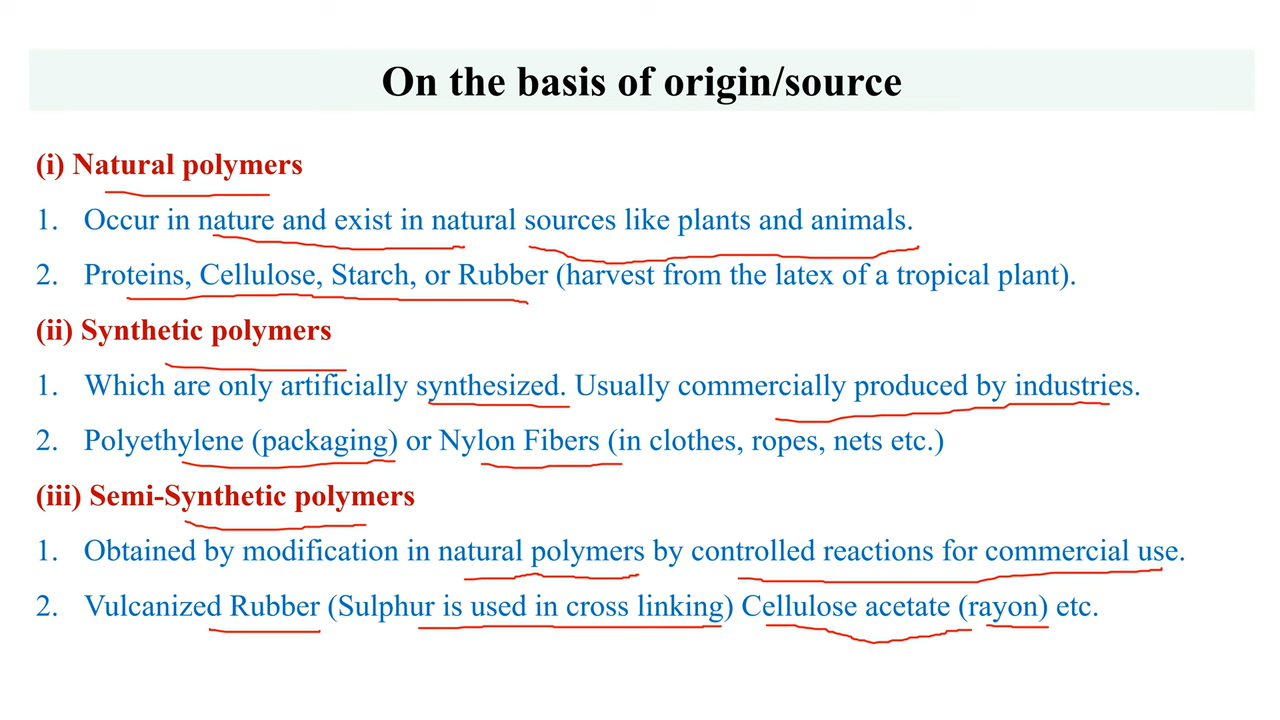 On the basis of origin/source
(i) Natural polymers
1. Occur in nature and exist in natural sources like plants and animals.
2. Proteins, Cellulose, Starch, or Rubber (harvest from the latex of a tropical plant).
(ii) Synthetic polymers
1. Which are only artificially synthesized. Usually commercially produced by industries.
2. Polyethylene (packaging) or Nylon Fibers (in clothes, ropes, nets etc.)
(iii) Semi-Synthetic polymers
1. Obtained by modification in natural polymers by controlled reactions for commercial use.
2. Vulcanized Rubber (Sulphur is used in cross linking) Cellulose acetate (rayon) etc.